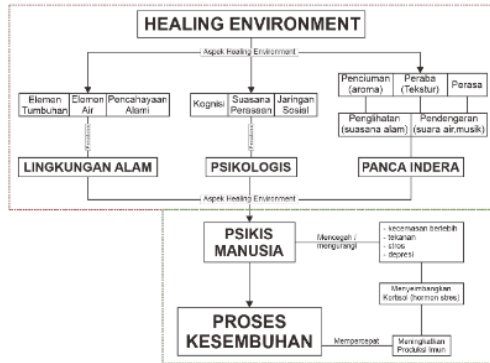 HEALING ENVIRONMENT
Aspek Healing Environment
Elemen
Tumbuhan
Elemen
Air
Pencahayaan
Alami
Kognisi
Suasana
Perasaan
Jaringan
Sosial
Penciuman
(aroma)
Peraba
(Tekstur)
Perasa
Penglihatan
(suasana alam)
Pendengaran
(suara air,musik)
LINGKUNGAN ALAM
PSIKOLOGIS
PANCA INDERA
Aspek Healing Environment
PSIKIS
MANUSIA
Mencegah /
mengurangi
- kecemasan berlebih
- tekanan
- stres
- depresi
Menyeimbangkan
Kortisol (hormon stres)
PROSES
KESEMBUHAN
Mempercepat
Meningkatkan
Produksi Imun